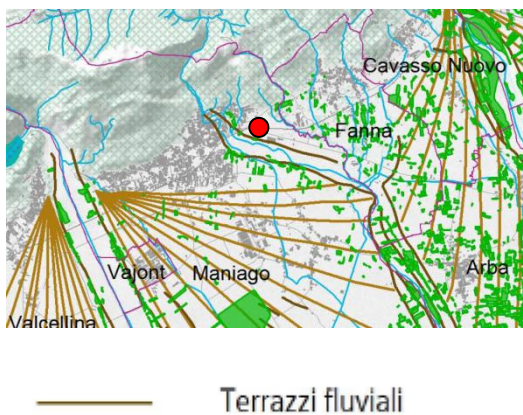 Cavasso Nuovo
Fanna
Vajont Maniago Arba
Valcellina
Terrazzi fluviali